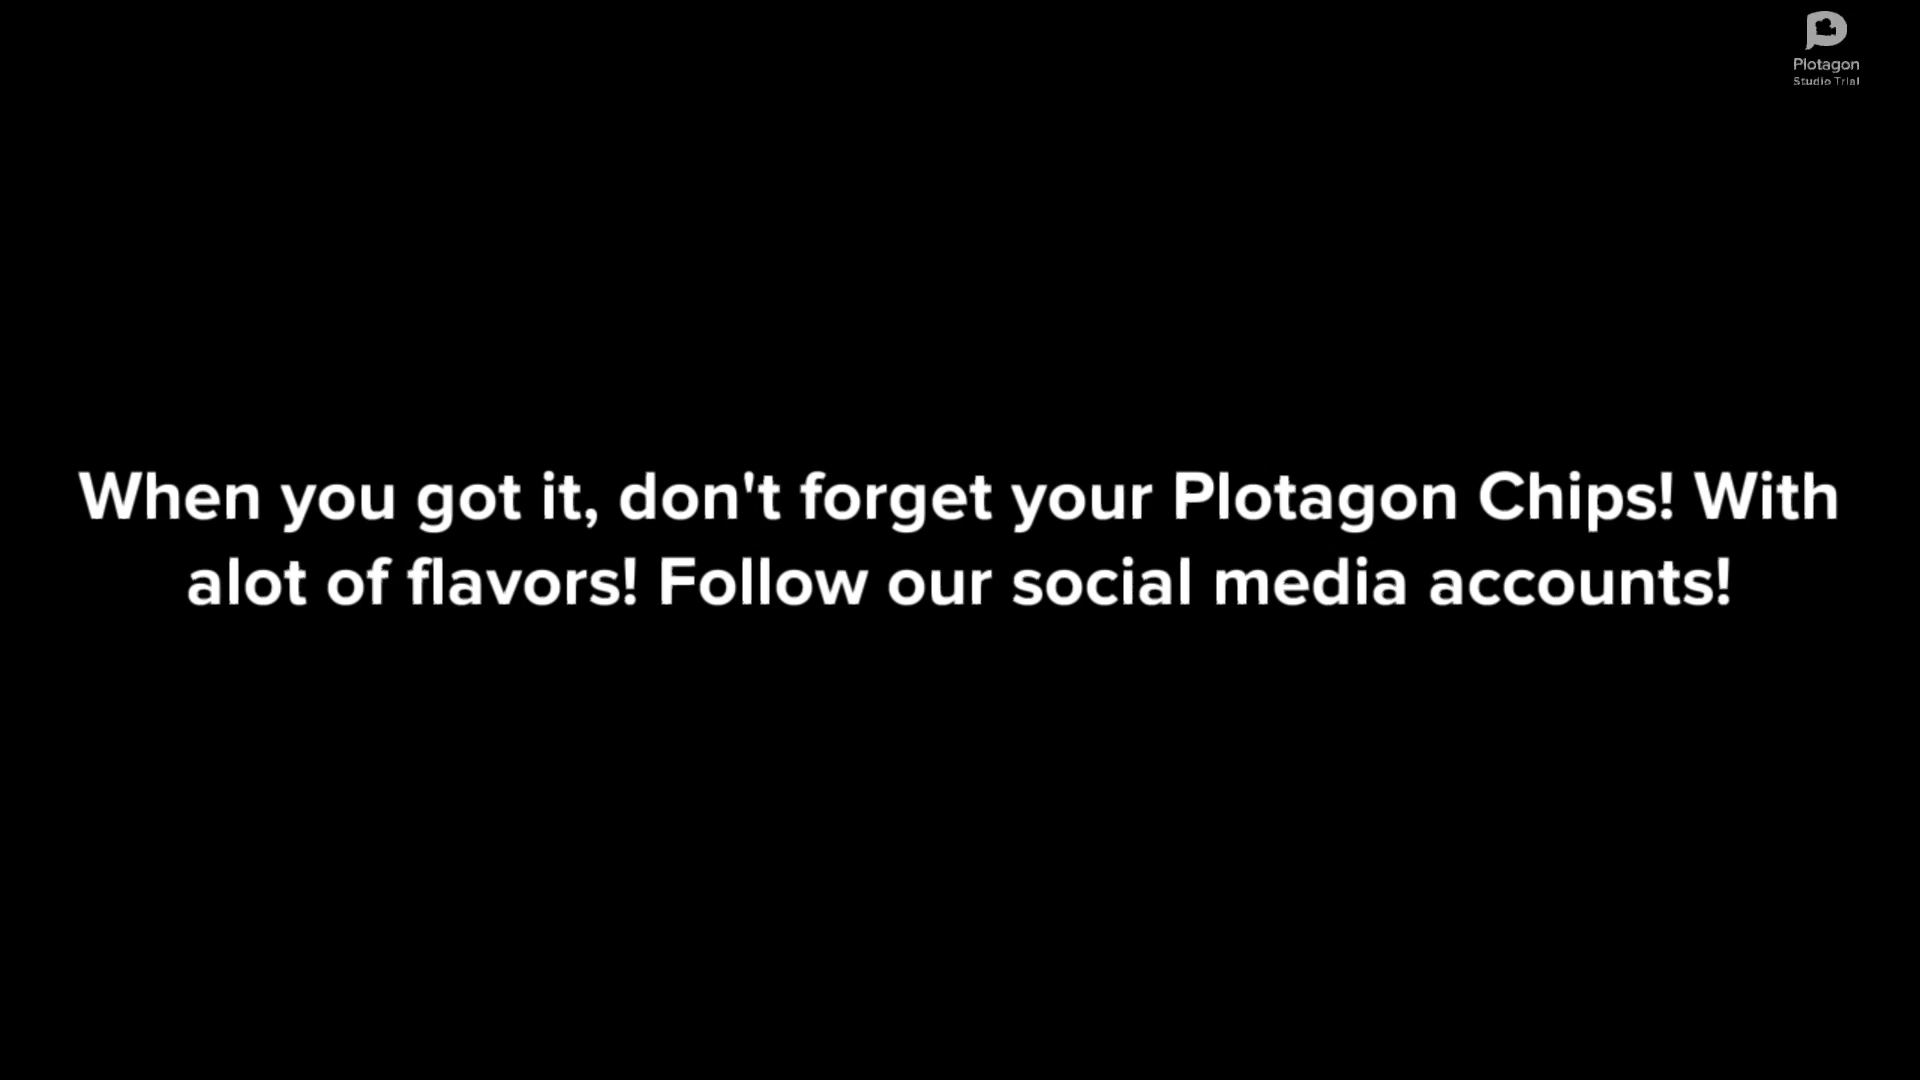 Plotagon
Studio Trial
When you got it, don't forget your Plotagon Chips! With
alot of flavors! Follow our social media accounts!